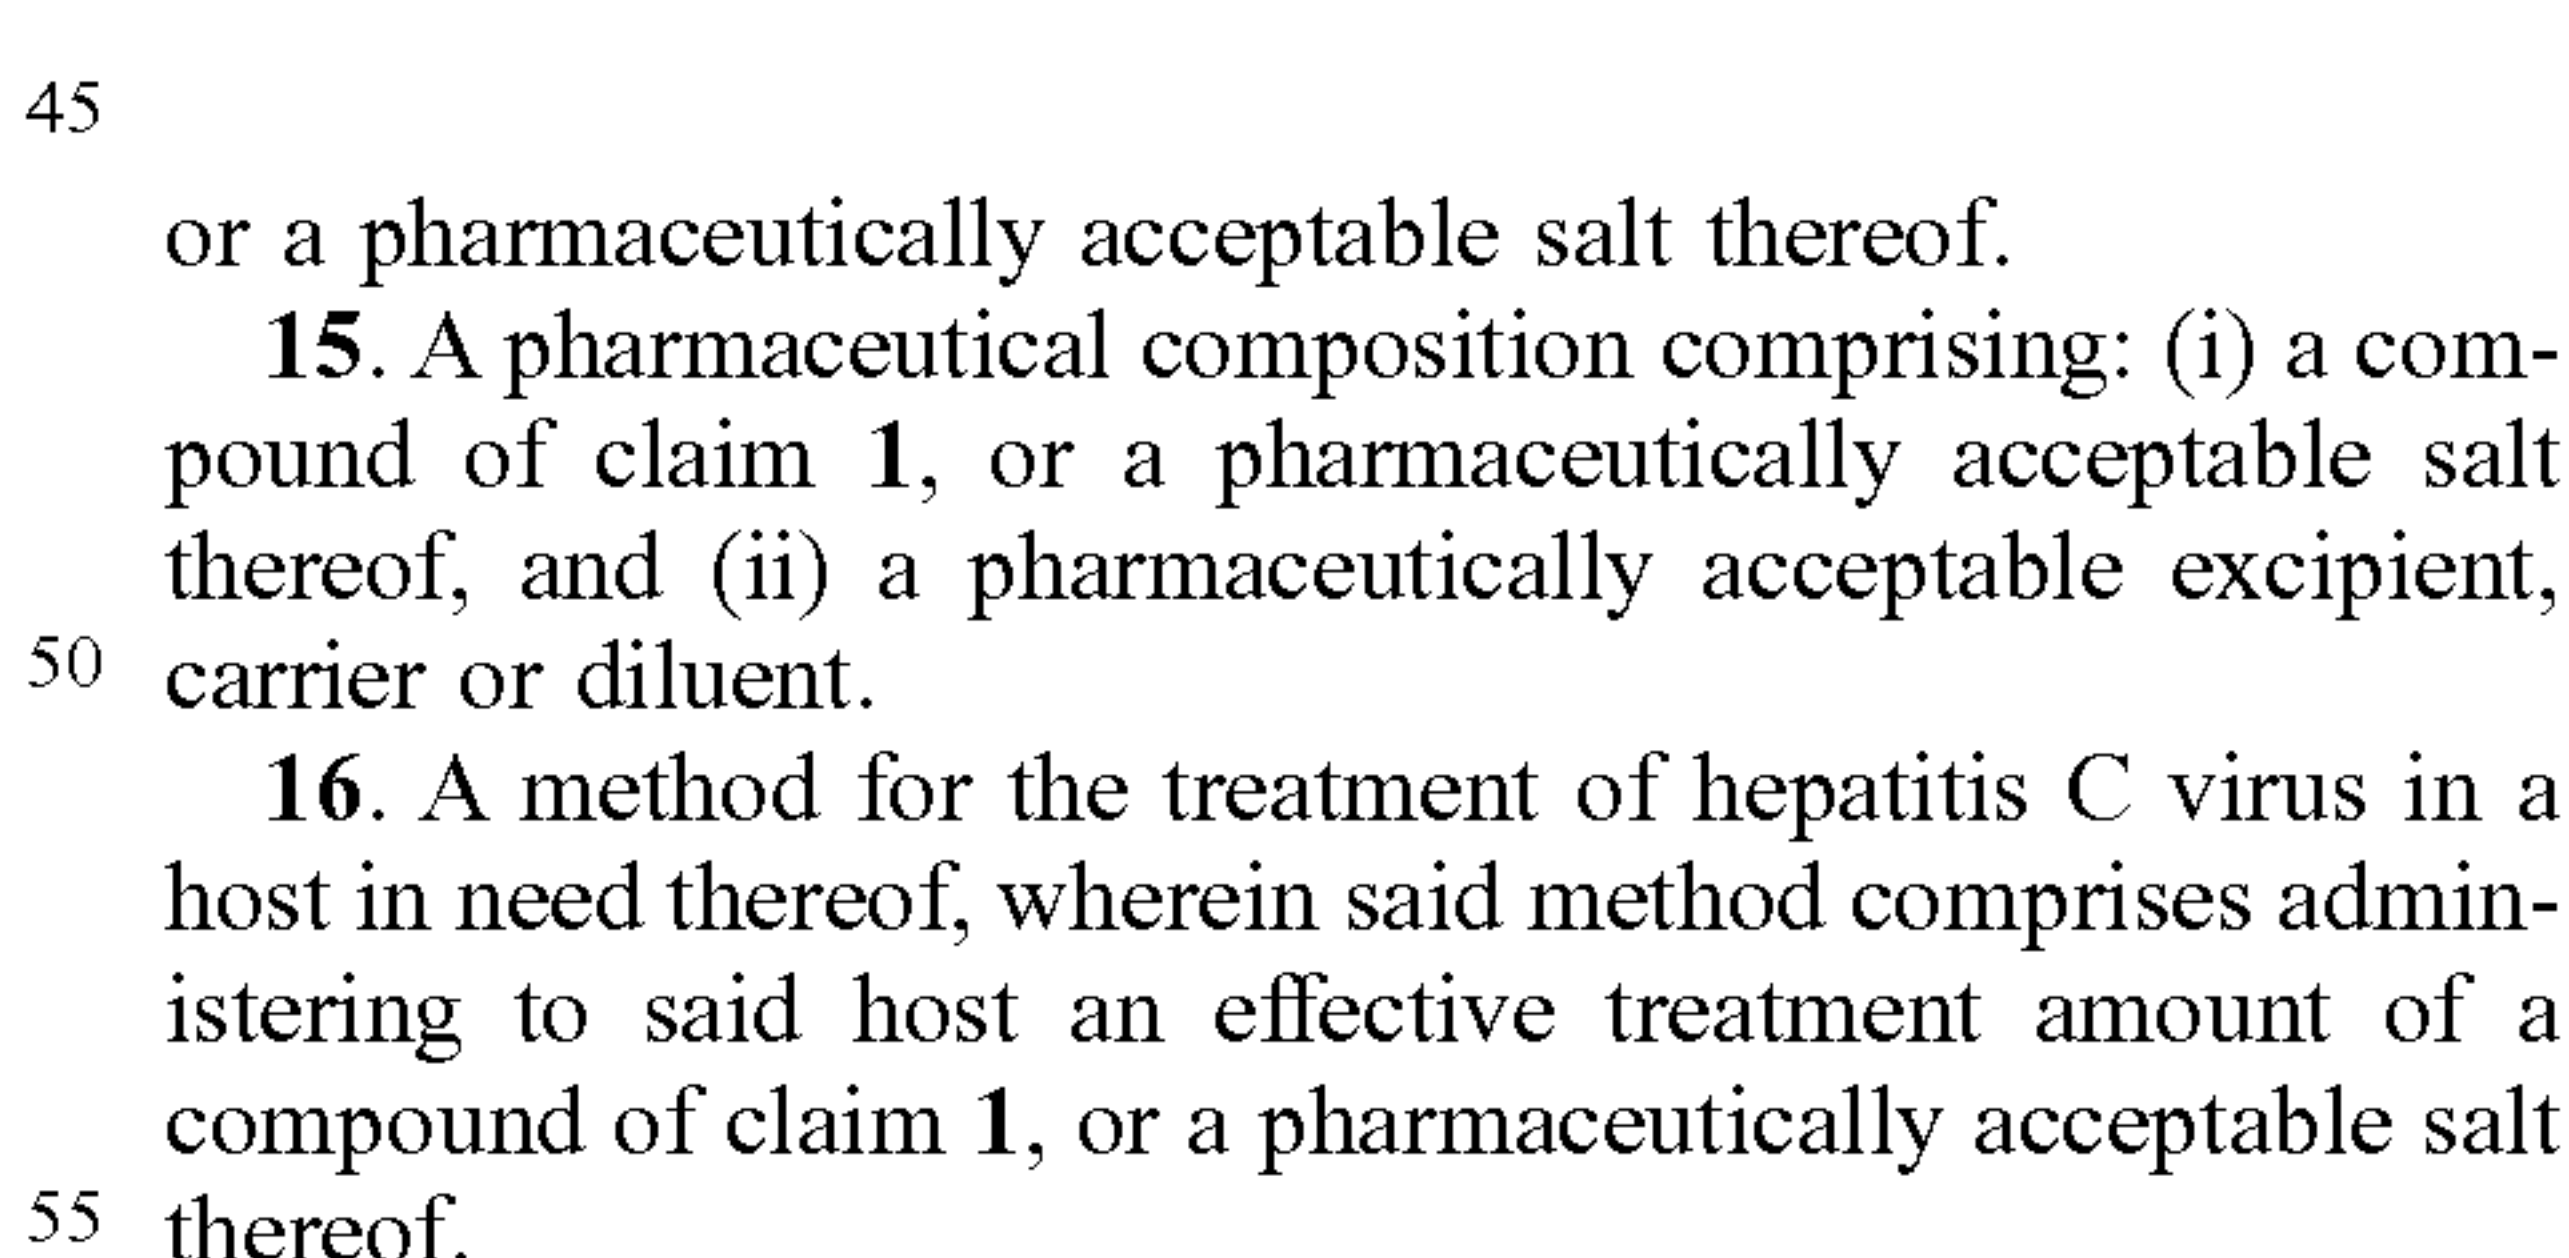 45
or a pharmaceutically acceptable salt thereof.
15. A pharmaceutical composition comprising: (i) a com-
pound of claim 1, or a pharmaceutically acceptable salt
thereof, and (ii) a pharmaceutically acceptable excipient,
50 carrier or diluent.
16. A method for the treatment of hepatitis C virus in a
host in need thereof, wherein said method comprises admin-
istering to said host an effective treatment amount of a
compound of claim 1, or a pharmaceutically acceptable salt
55 thereof.